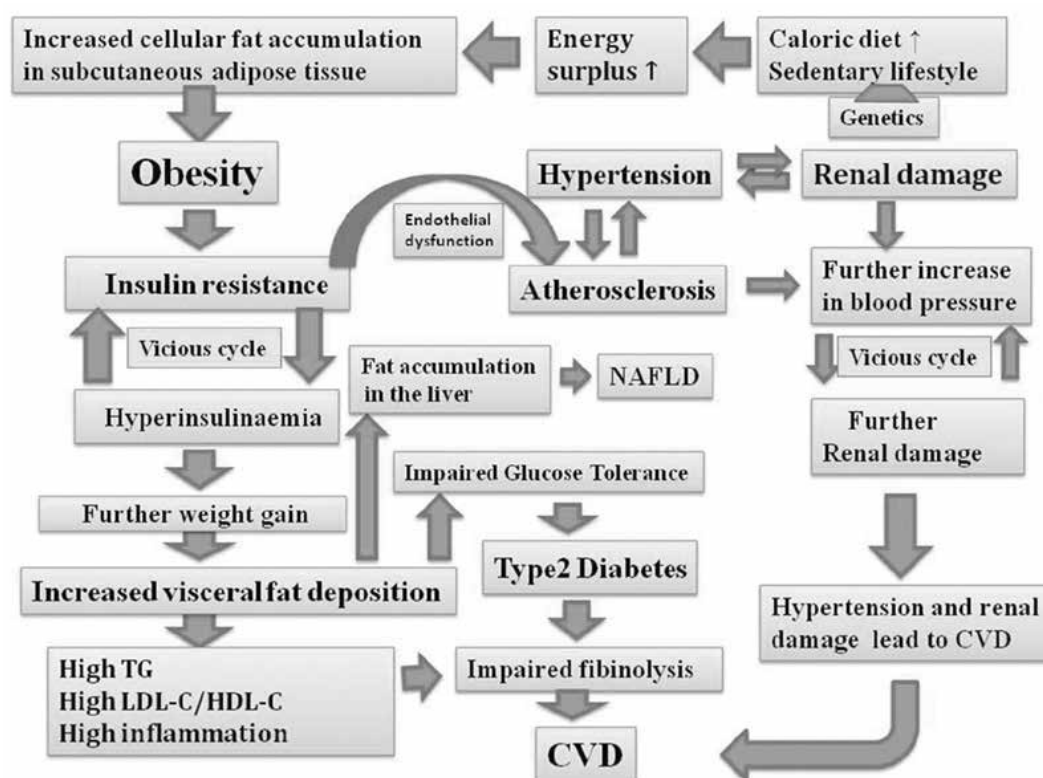 Increased cellular fat accumulation
in subcutaneous adipose tissue
Energy
surplus ↑
Caloric diet ↑
Sedentary lifestyle
Genetics
Obesity
Hypertension
Renal damage
Endothelial
dysfunction
Insulin resistance
Atherosclerosis
Further increase
in blood pressure
Vicious cycle
Fat accumulation
in the liver
NAFLD
Vicious cycle
Hyperinsulinaemia
Further
Renal damage
Impaired Glucose Tolerance
Further weight gain
Type2 Diabetes
Increased visceral fat deposition
Hypertension and renal
damage lead to CVD
High TG
High LDL-C/HDL-C
High inflammation
Impaired fibinolysis
CVD